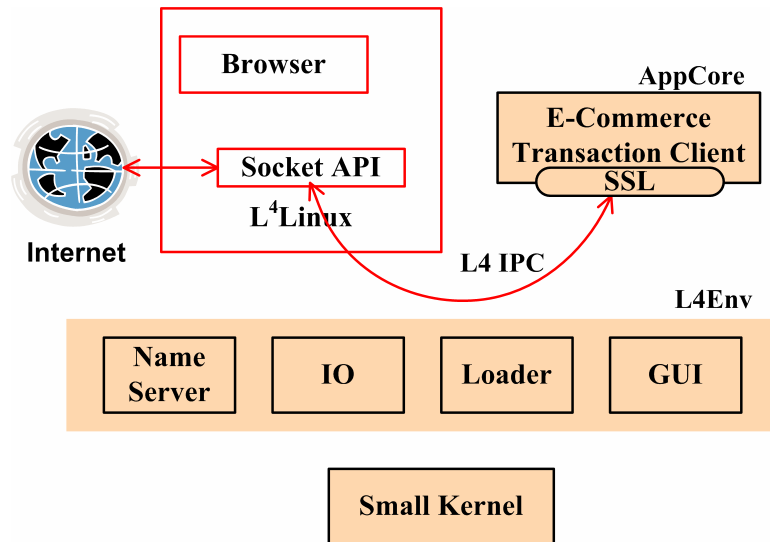 Browser
AppCore
E-Commerce
Transaction Client
SSL
Socket API
L⁴Linux
Internet
L4 IPC
L4Env
Name
Server
IO
Loader
GUI
Small Kernel